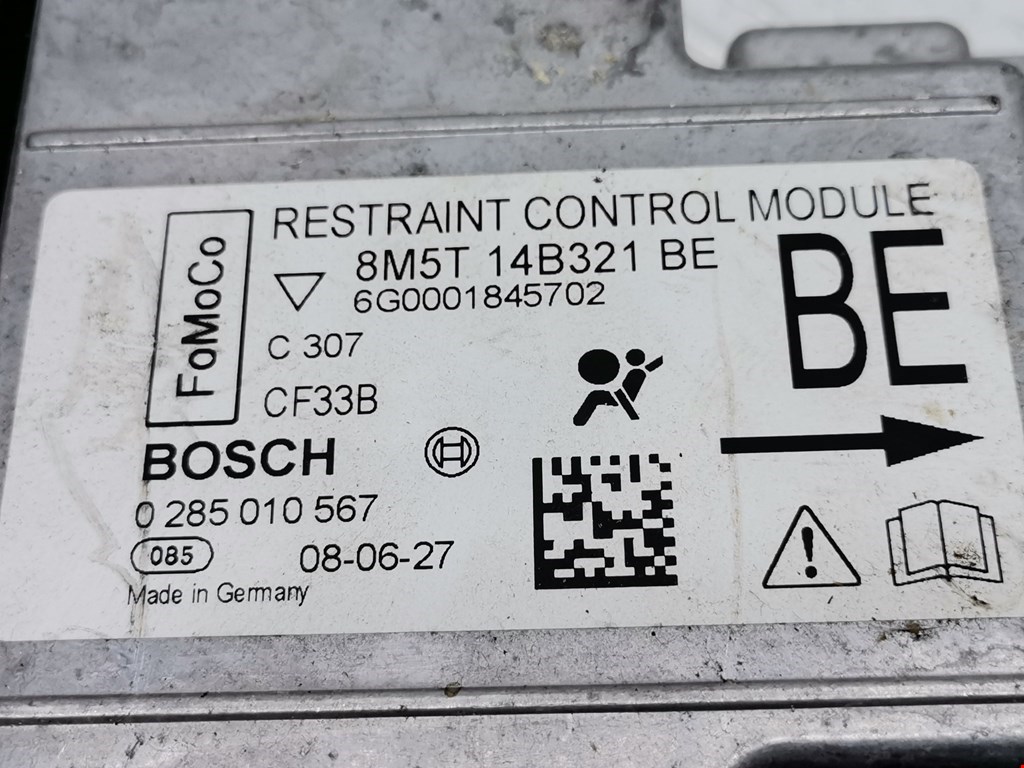 RESTRAINT CONTROL MODULE
FoMoCo
8M5T 14B321 BE
6G0001845702
BE
C 307
CF33B
BOSCH
0 285 010 567
085
08-06-27
Made in Germany